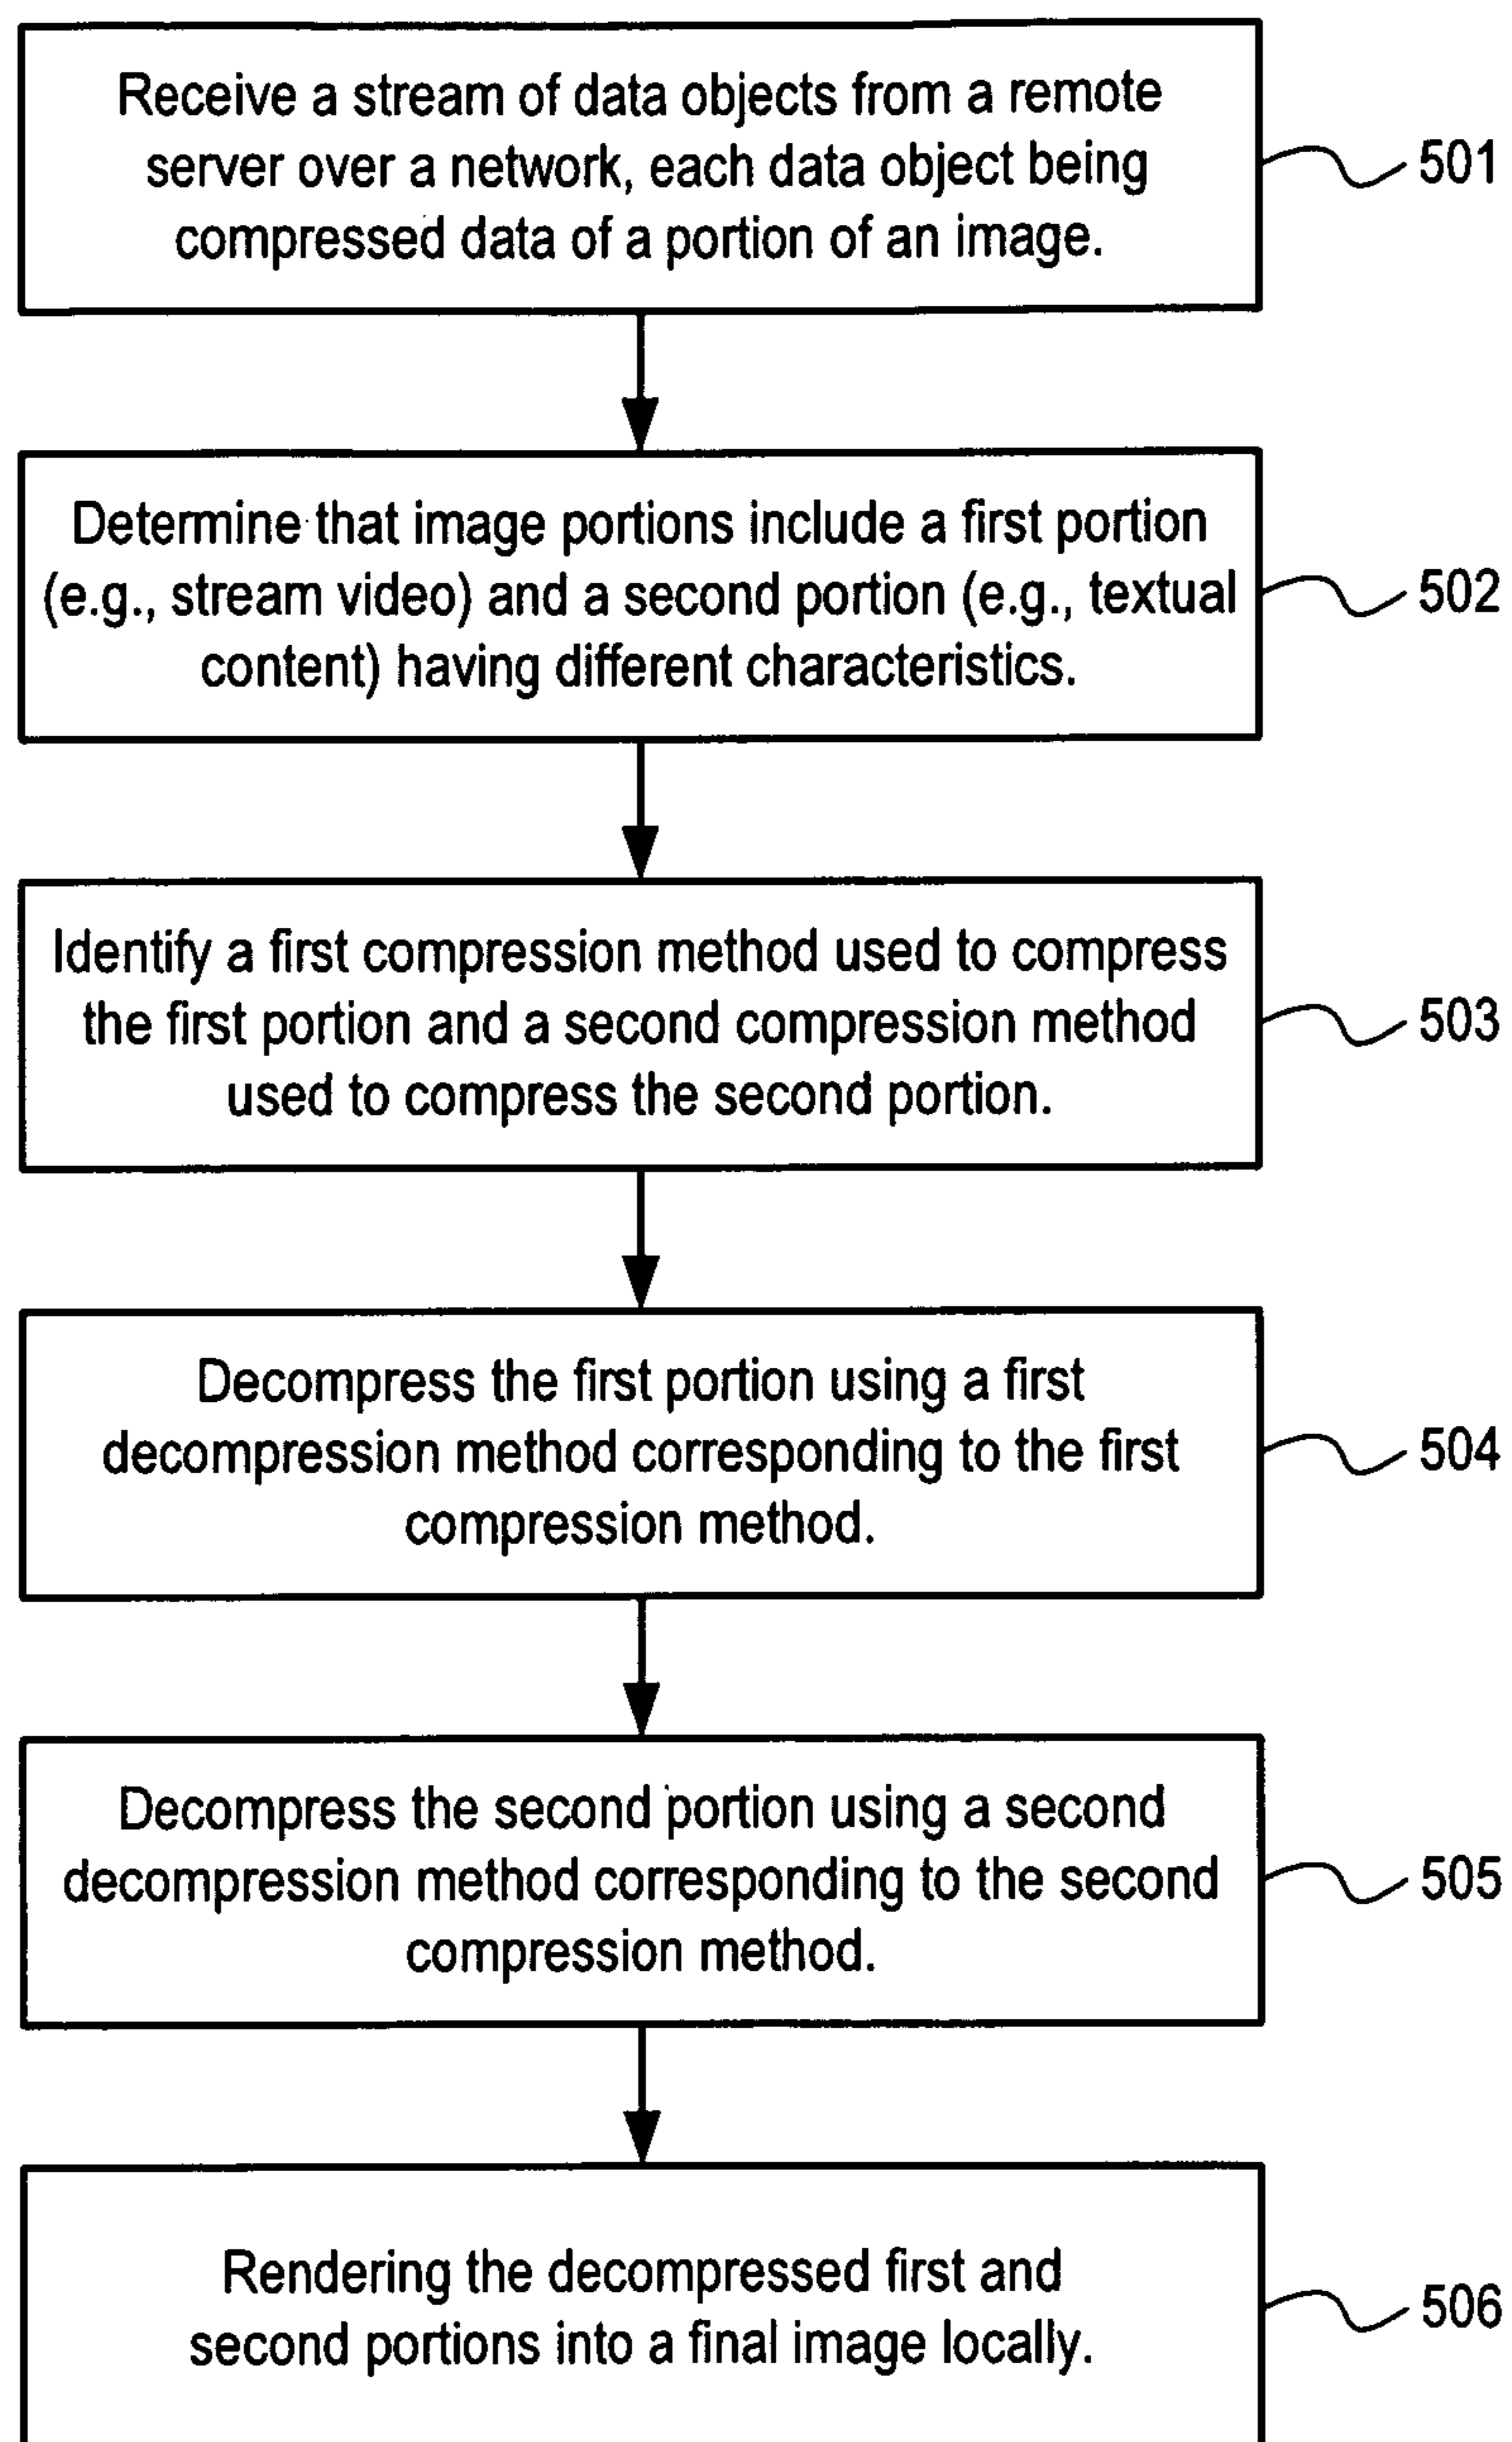 Receive a stream of data objects from a remote
server over a network, each data object being
compressed data of a portion of an image.
501
Determine that image portions include a first portion
(e.g., stream video) and a second portion (e.g., textual
content) having different characteristics.
502
Identify a first compression method used to compress
the first portion and a second compression method
used to compress the second portion.
503
Decompress the first portion using a first
decompression method corresponding to the first
compression method.
504
Decompress the second portion using a second
decompression method corresponding to the second
compression method.
505
Rendering the decompressed first and
second portions into a final image locally.
506